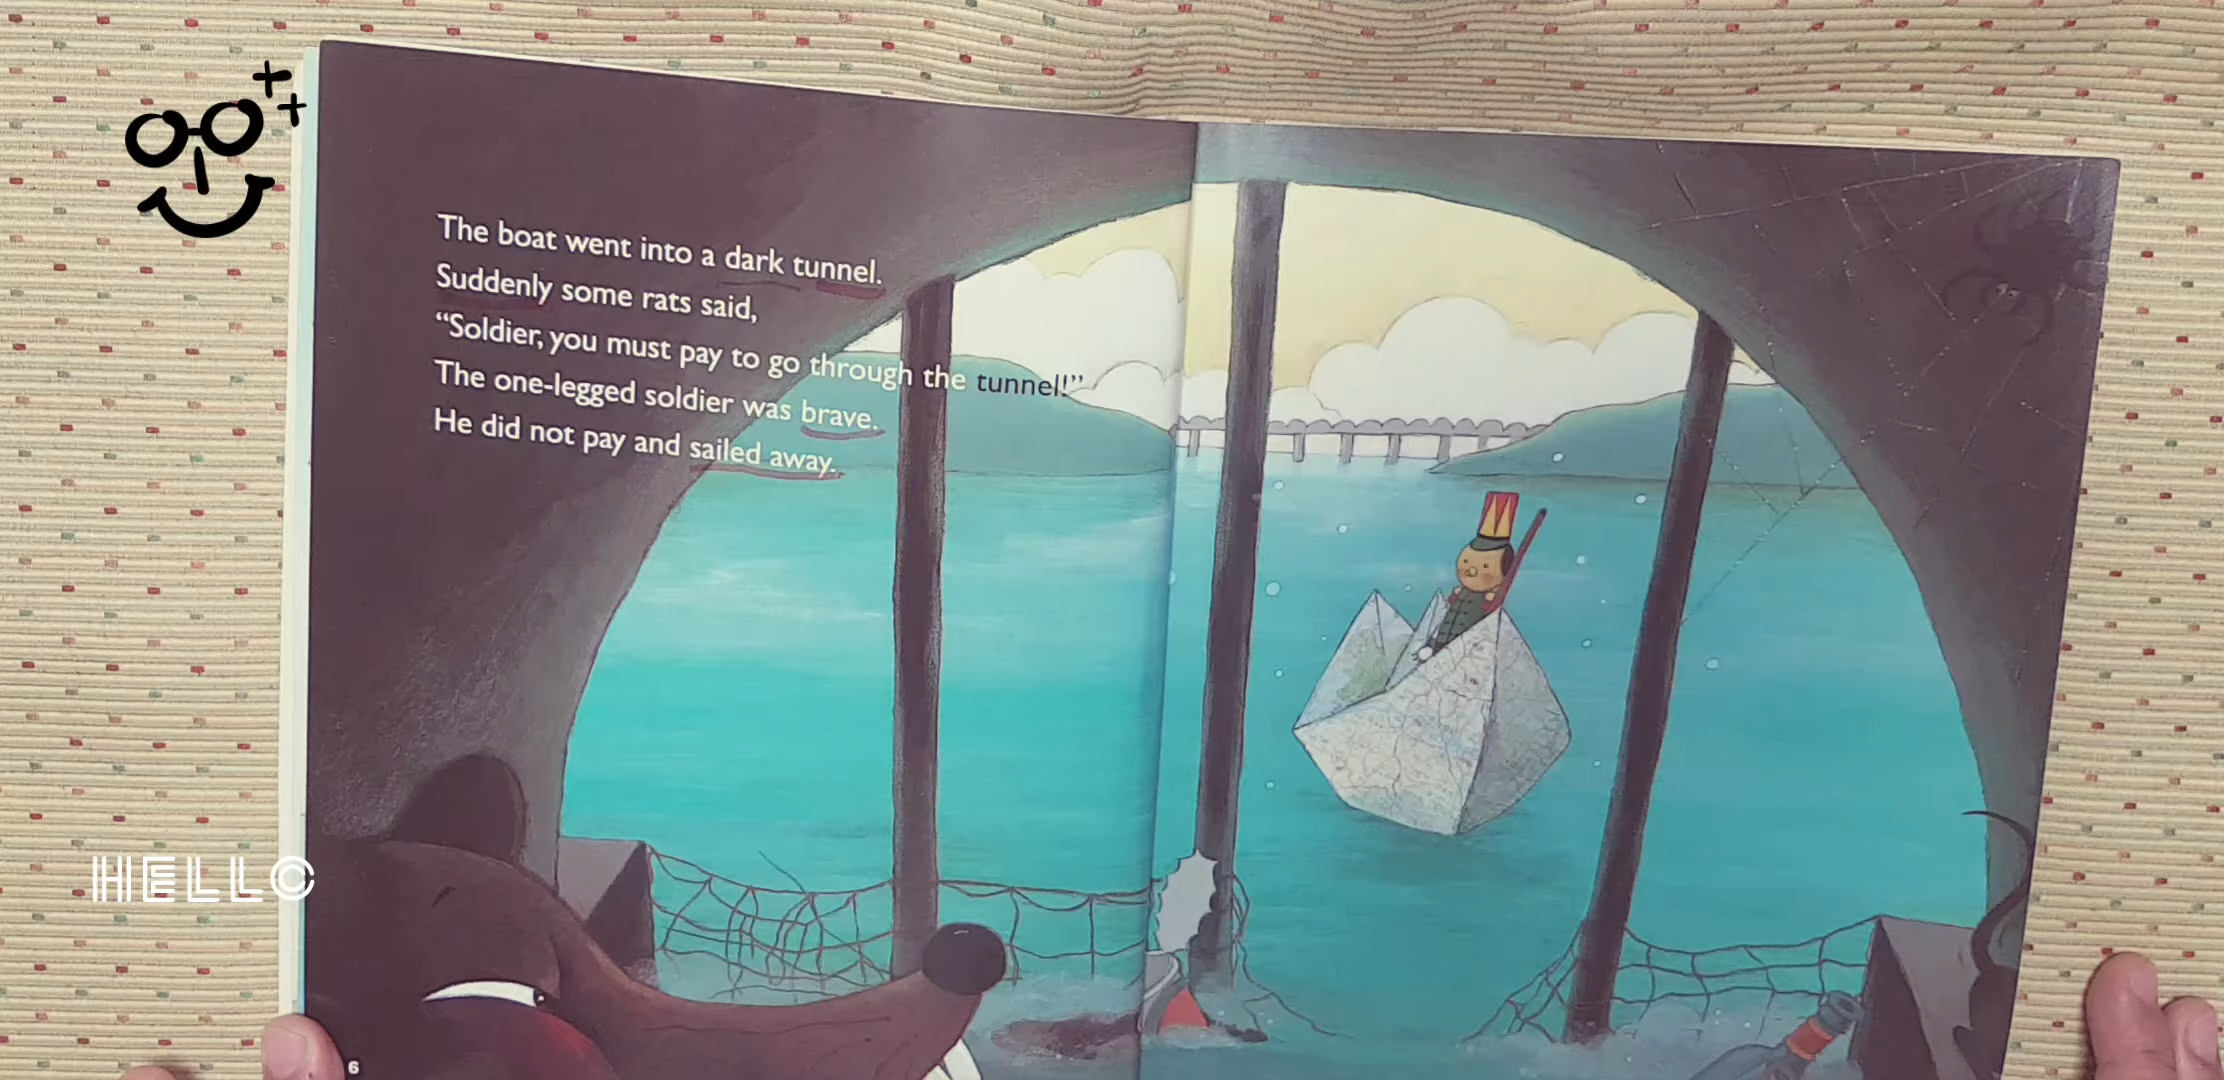 The boat went into a dark tunnel.
Suddenly some rats said,
“Soldier, you must pay to go through the tunnel!”
The one-legged soldier was brave.
He did not pay and sailed away.
HELLO
6